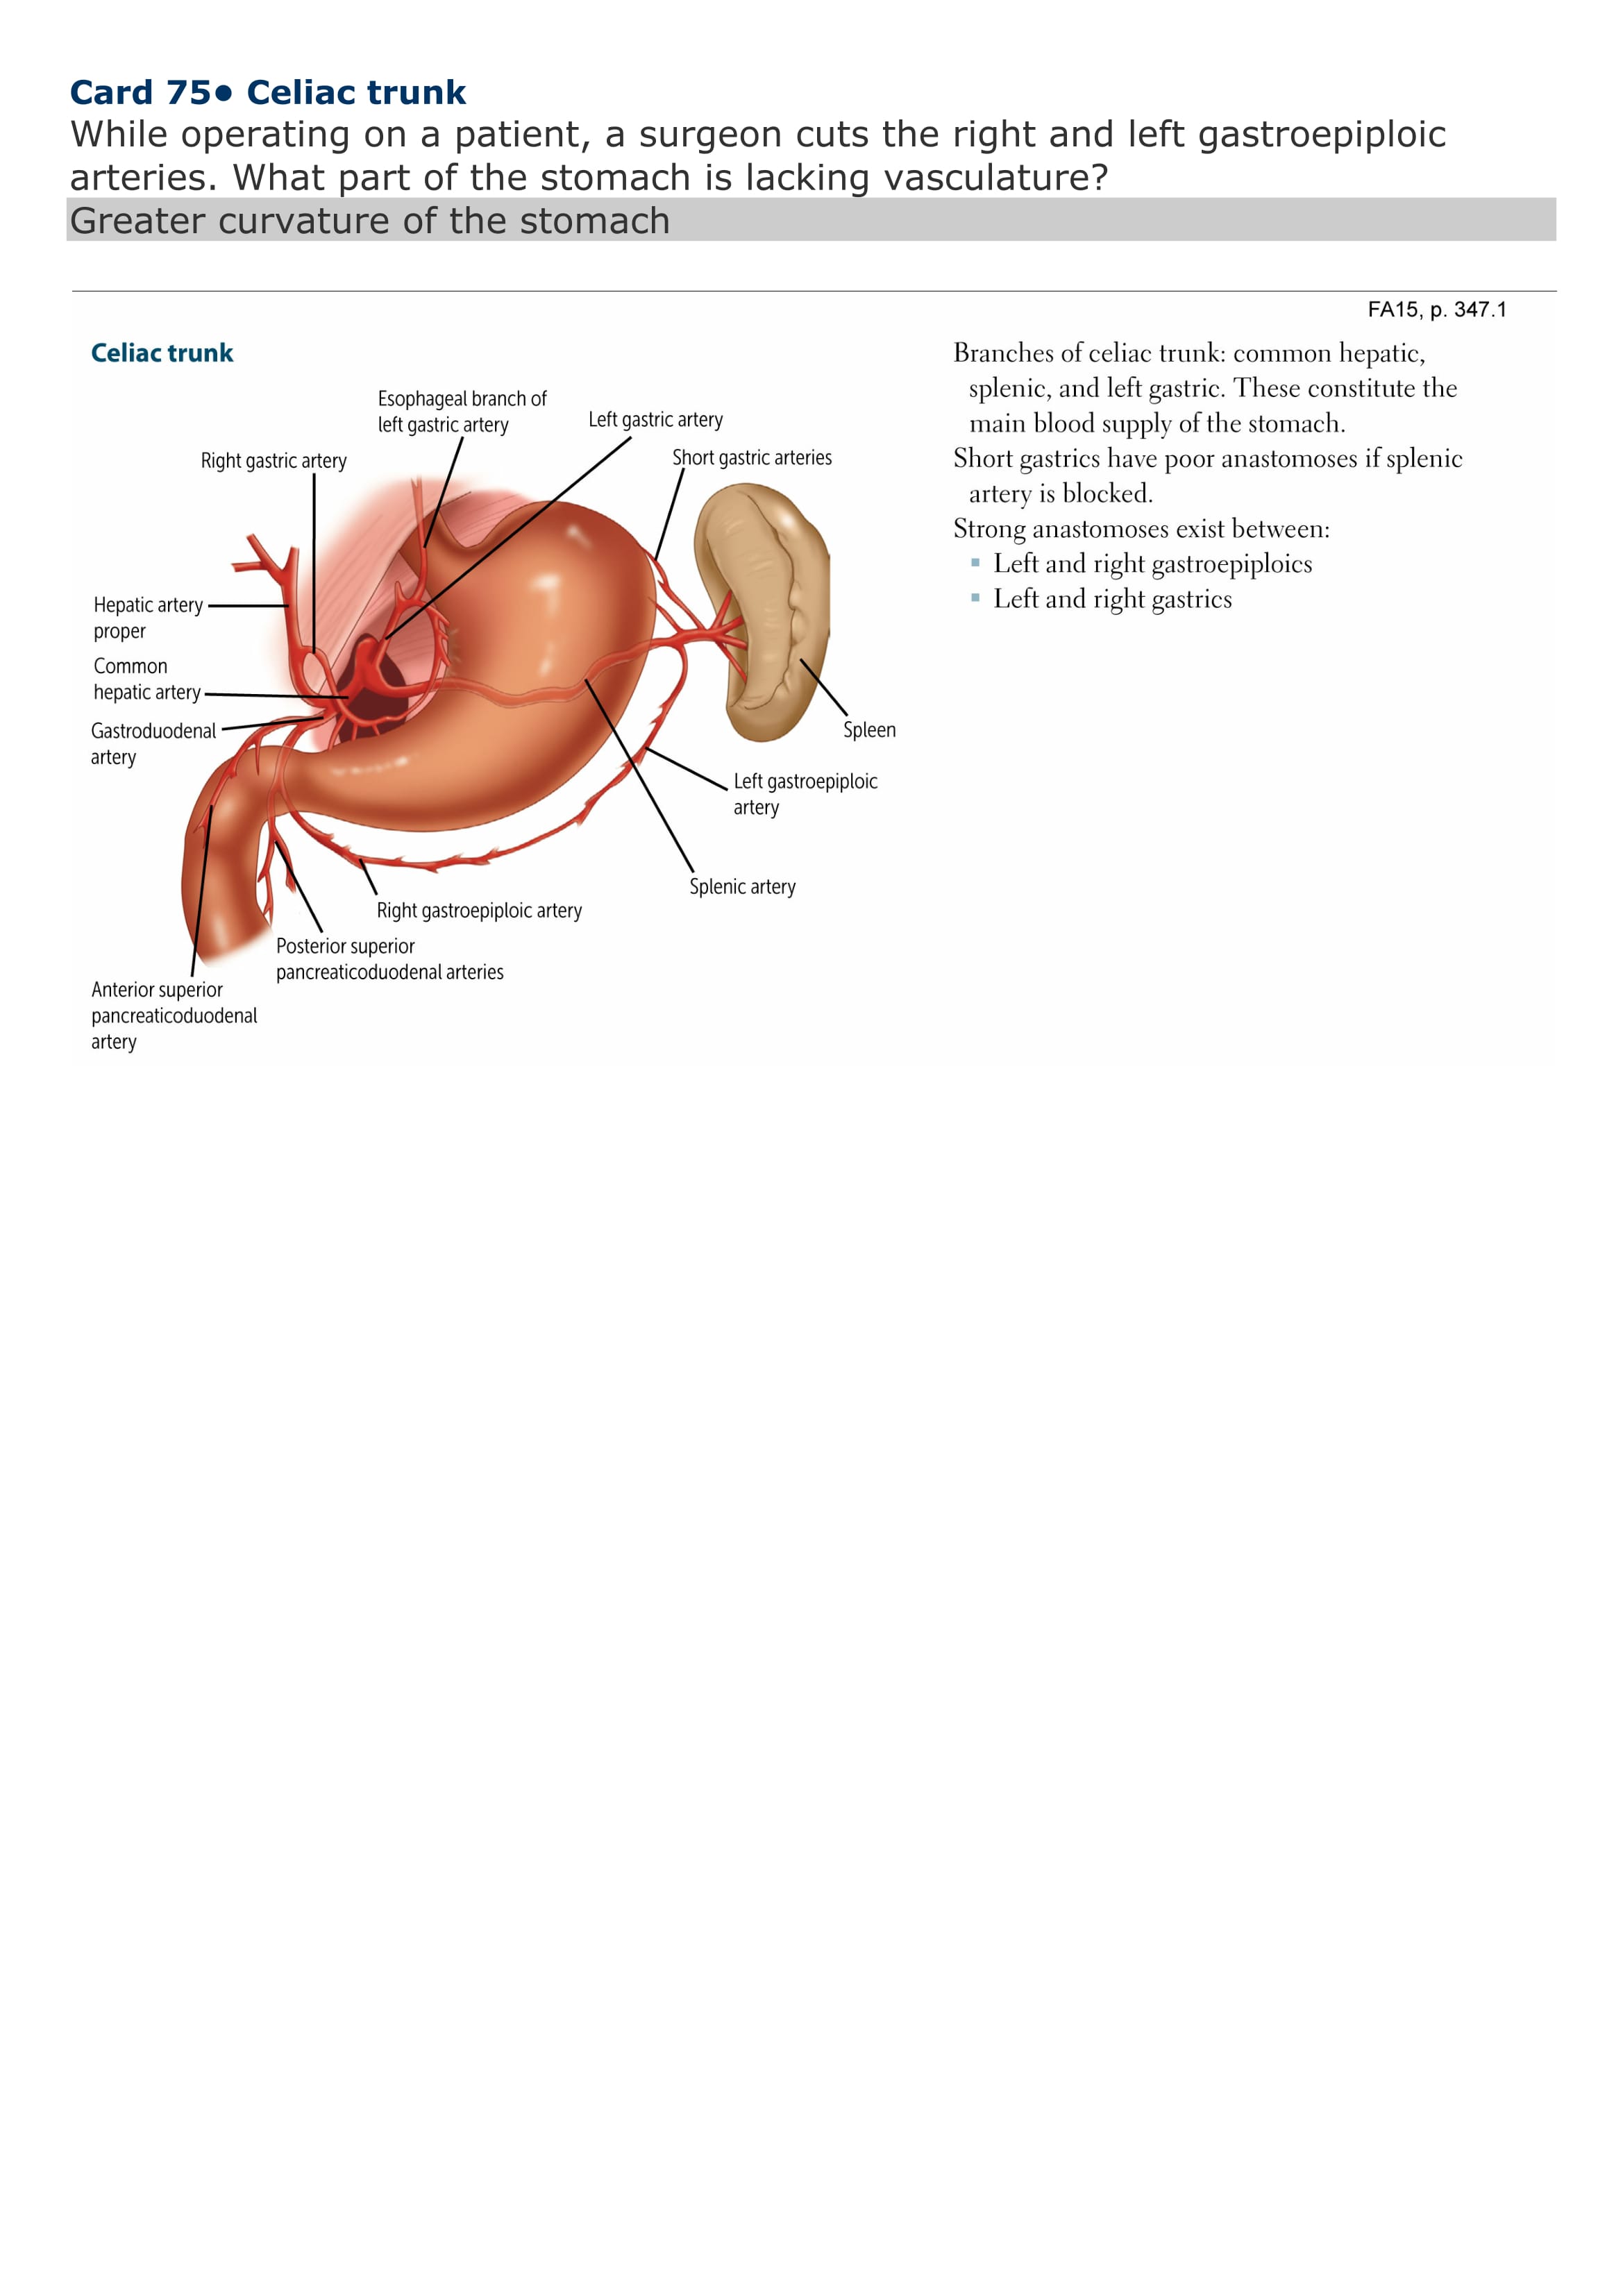 Card 75● Celiac trunk
While operating on a patient, a surgeon cuts the right and left gastroepiploic
arteries. What part of the stomach is lacking vasculature?
Greater curvature of the stomach
FA15, p. 347.1
Celiac trunk
Esophageal branch of
left gastric artery
Left gastric artery
Right gastric artery
Short gastric arteries
Hepatic artery
proper
Common
hepatic artery
Gastroduodenal
artery
Spleen
Left gastroepiploic
artery
Splenic artery
Right gastroepiploic artery
Posterior superior
pancreaticoduodenal arteries
Anterior superior
pancreaticoduodenal
artery
Branches of celiac trunk: common hepatic,
splenic, and left gastric. These constitute the
main blood supply of the stomach.
Short gastrics have poor anastomoses if splenic
artery is blocked.
Strong anastomoses exist between:
▪ Left and right gastroepiploics
▪ Left and right gastrics